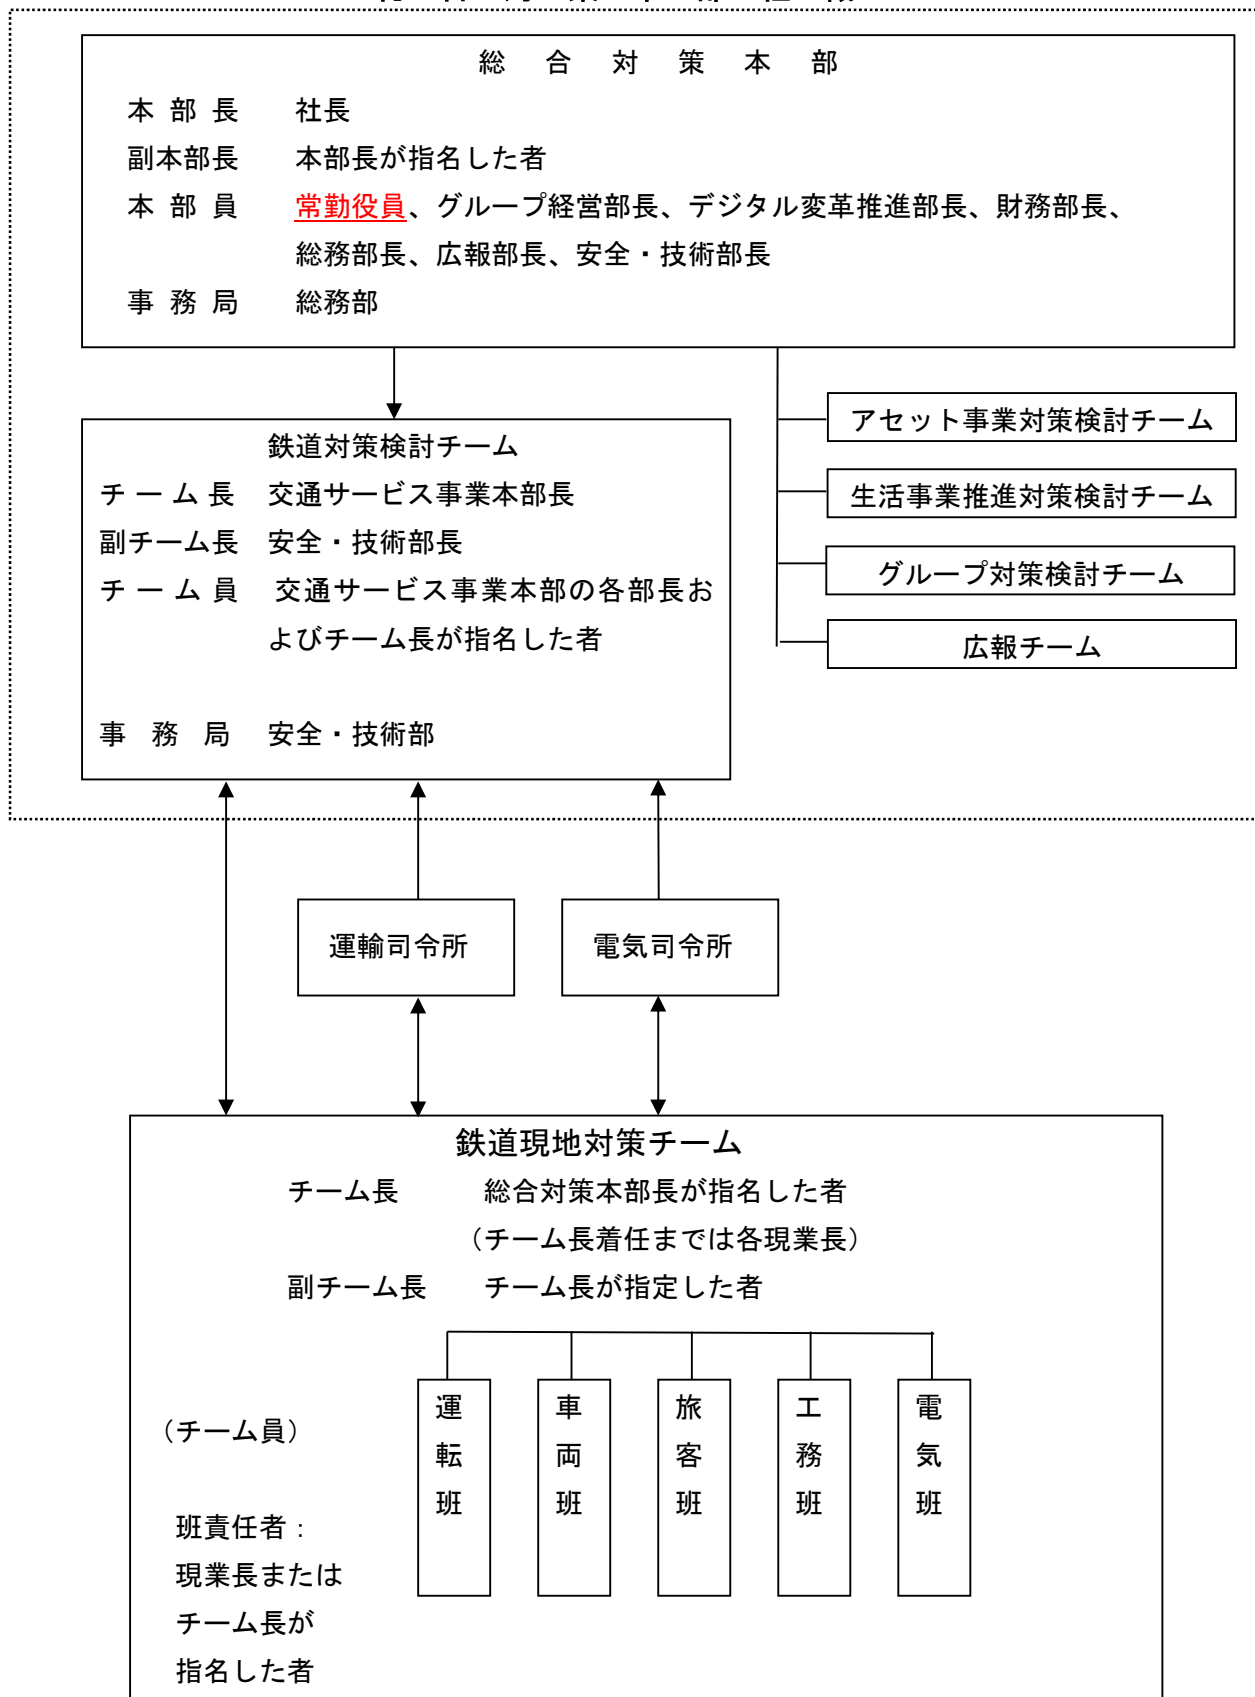 総合対策本部
本部長 社長
副本部長 本部長が指名した者
本部員 常勤役員、グループ経営部長、デジタル変革推進部長、財務部長、
総務部長、広報部長、安全・技術部長
事務局 総務部
鉄道対策検討チーム
チーム長 交通サービス事業本部長
副チーム長 安全・技術部長
チーム員 交通サービス事業本部の各部長お
よびチーム長が指名した者
事務局 安全・技術部
アセット事業対策検討チーム
生活事業推進対策検討チーム
グループ対策検討チーム
広報チーム
運輸司令所
電気司令所
鉄道現地対策チーム
チーム長 総合対策本部長が指名した者
（チーム長着任までは各現業長）
副チーム長 チーム長が指定した者
運転班
車両班
旅客班
工務班
電気班
（チーム員）
班責任者：
現業長または
チーム長が
指名した者